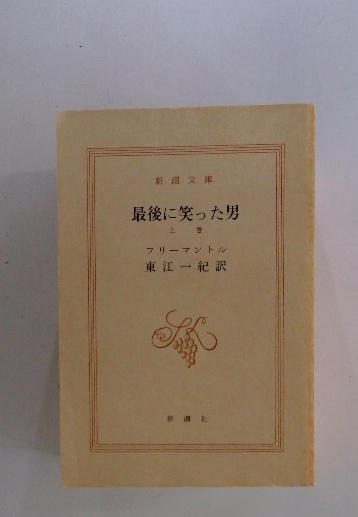 新潮文庫
最後に笑った男
上巻
フリーマントル
東江一紀訳
新潮社